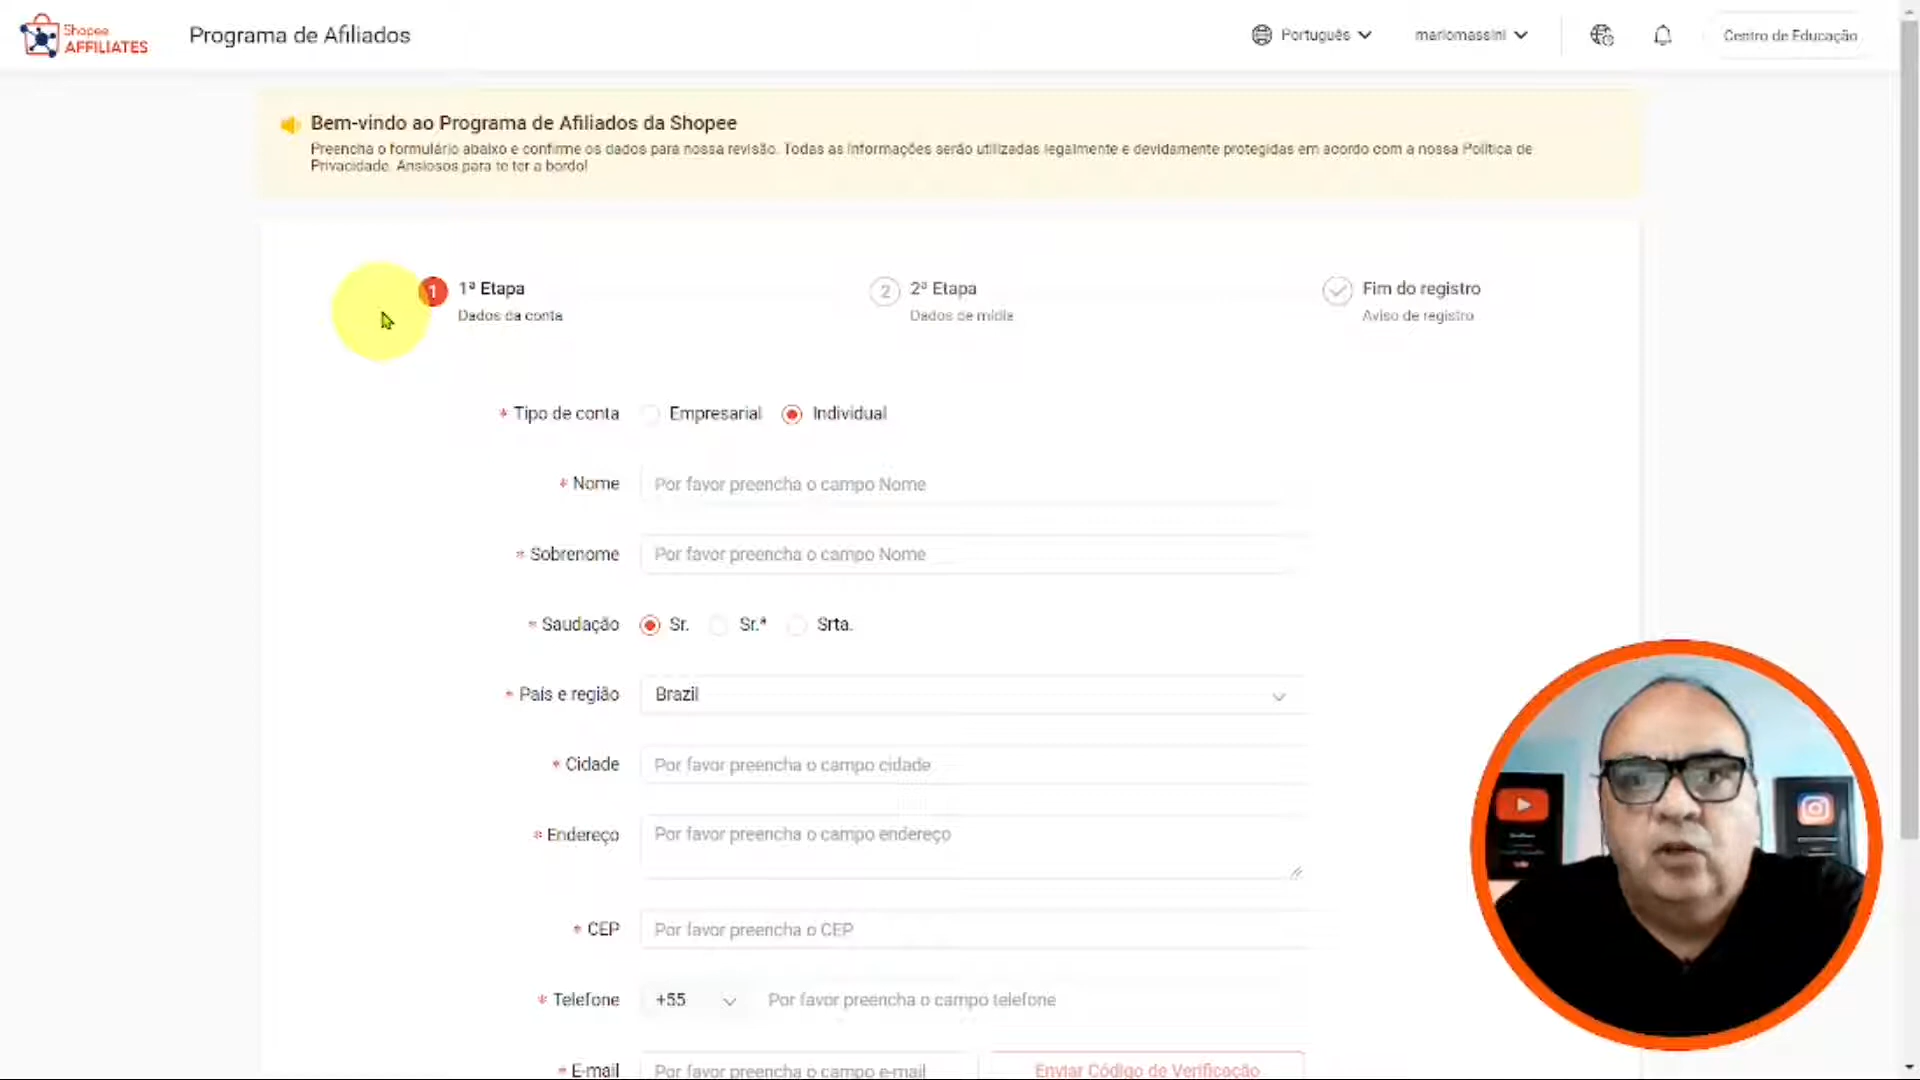 Shopee
AFFILIATES
Programa de Afiliados
Português
mariomassini
Centro de Educação
Bem-vindo ao Programa de Afiliados da Shopee
Preencha o formulário abaixo e confirme os dados para nossa revisão. Todas as informações serão utilizadas legalmente e devidamente protegidas em acordo com a nossa Política de
Privacidade. Ansiosos para te ter a bordo!
1
1ª Etapa
Dados da conta
2
2ª Etapa
Dados de mídia
Fim do registro
Aviso de registro
* Tipo de conta
Empresarial
Individual
* Nome
Por favor preencha o campo Nome
* Sobrenome
Por favor preencha o campo Nome
* Saudação
Sr.
Sr.ª
Srta.
* País e região
Brazil
* Cidade
Por favor preencha o campo cidade
* Endereço
Por favor preencha o campo endereço
* CEP
Por favor preencha o CEP
* Telefone
+55
Por favor preencha o campo telefone
* E-mail
Por favor preencha o campo e-mail
Enviar Código de Verificação